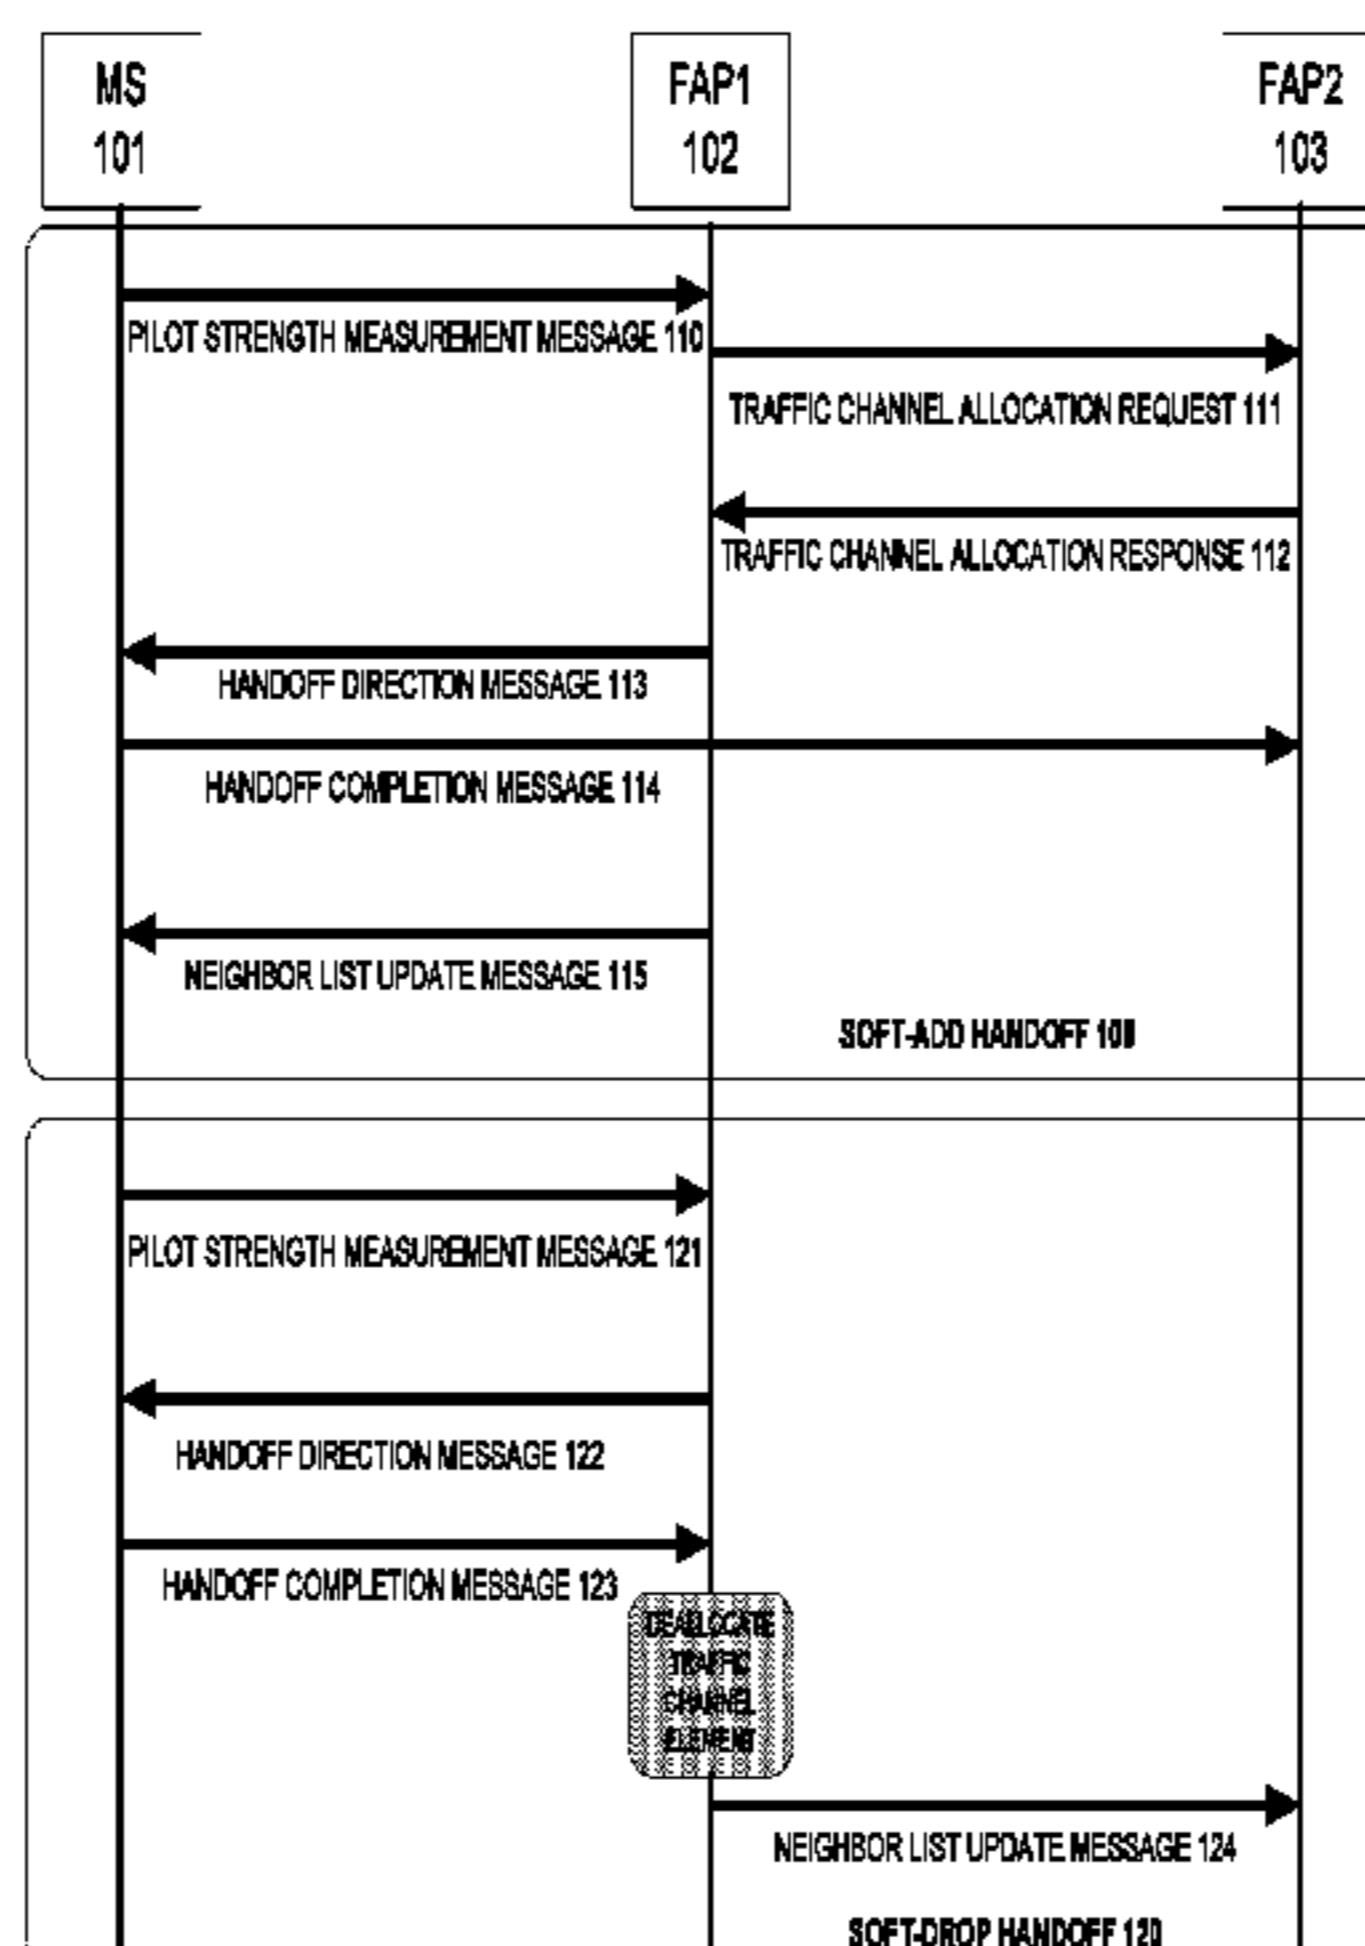 MS
101
FAP1
102
FAP2
103
PILOT STRENGTH MEASUREMENT MESSAGE 110
TRAFFIC CHANNEL ALLOCATION REQUEST 111
TRAFFIC CHANNEL ALLOCATION RESPONSE 112
HANDOFF DIRECTION MESSAGE 113
HANDOFF COMPLETION MESSAGE 114
NEIGHBOR LIST UPDATE MESSAGE 115
SOFT-ADD HANDOFF
PILOT STRENGTH MEASUREMENT MESSAGE 121
HANDOFF DIRECTION MESSAGE 122
HANDOFF COMPLETION MESSAGE 123
DEALLOCATE
TRAFFIC
CHANNEL
ELEMENT
NEIGHBOR LIST UPDATE MESSAGE 124
SOFT-DROP HANDOFF 120